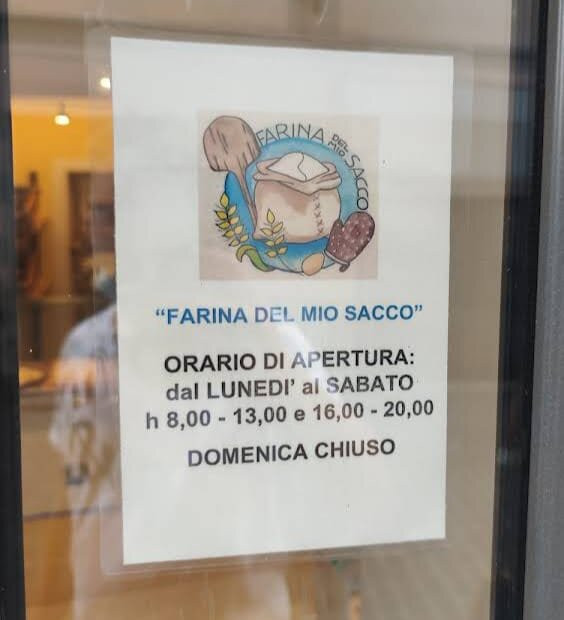 FARINA DEL MIO SACCO
“FARINA DEL MIO SACCO”
ORARIO DI APERTURA:
dal LUNEDI’ al SABATO
h 8,00 - 13,00 e 16,00 - 20,00
DOMENICA CHIUSO